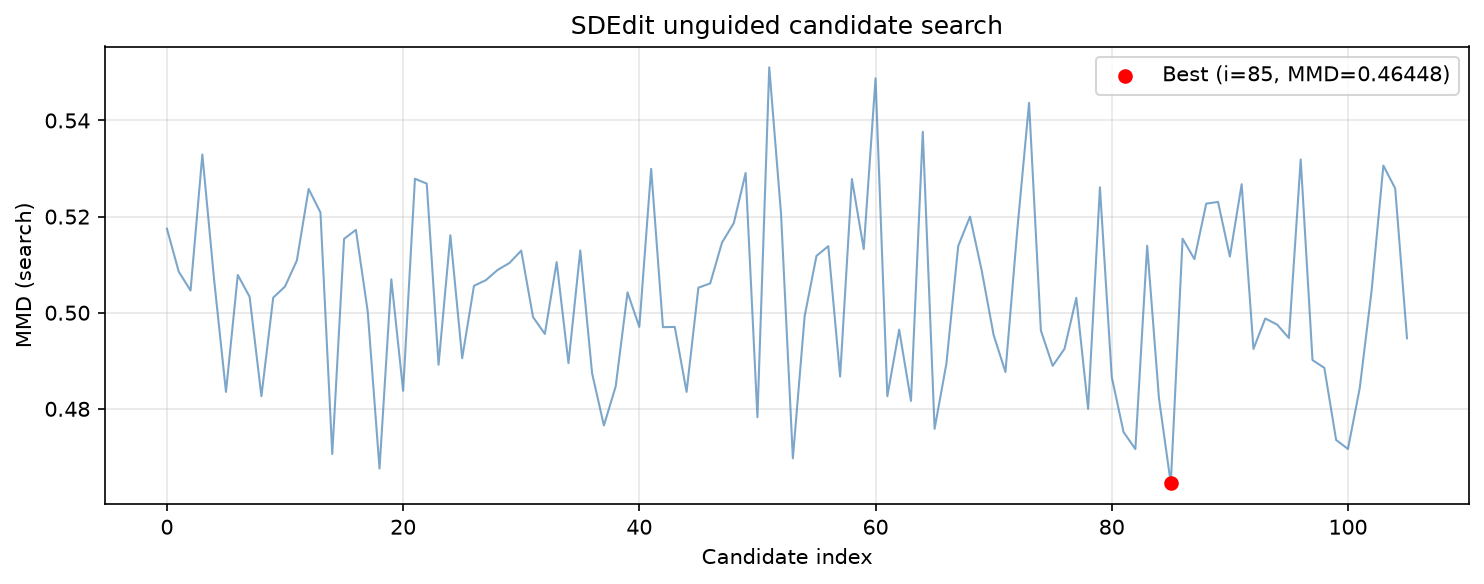 SDEdit unguided candidate search
Best (i=85, MMD=0.46448)
MMD (search)
0.54
0.52
0.50
0.48
0
20
40
60
80
100
Candidate index